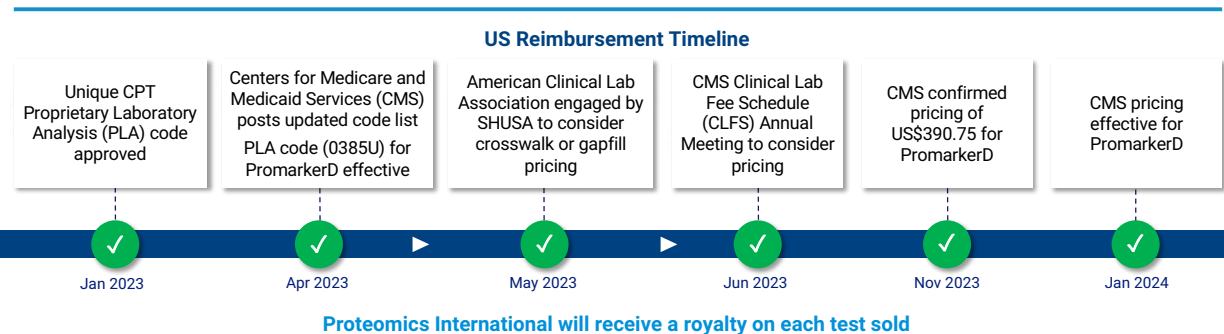 US Reimbursement Timeline
Unique CPT
Proprietary Laboratory
Analysis (PLA) code
approved
Centers for Medicare and
Medicaid Services (CMS)
posts updated code list
PLA code (0385U) for
PromarkerD effective
American Clinical Lab
Association engaged by
SHUSA to consider
crosswalk or gapfill
pricing
CMS Clinical Lab
Fee Schedule
(CLFS) Annual
Meeting to consider
pricing
CMS confirmed
pricing of
US$390.75 for
PromarkerD
CMS pricing
effective for
PromarkerD
Jan 2023
Apr 2023
May 2023
Jun 2023
Nov 2023
Jan 2024
Proteomics International will receive a royalty on each test sold